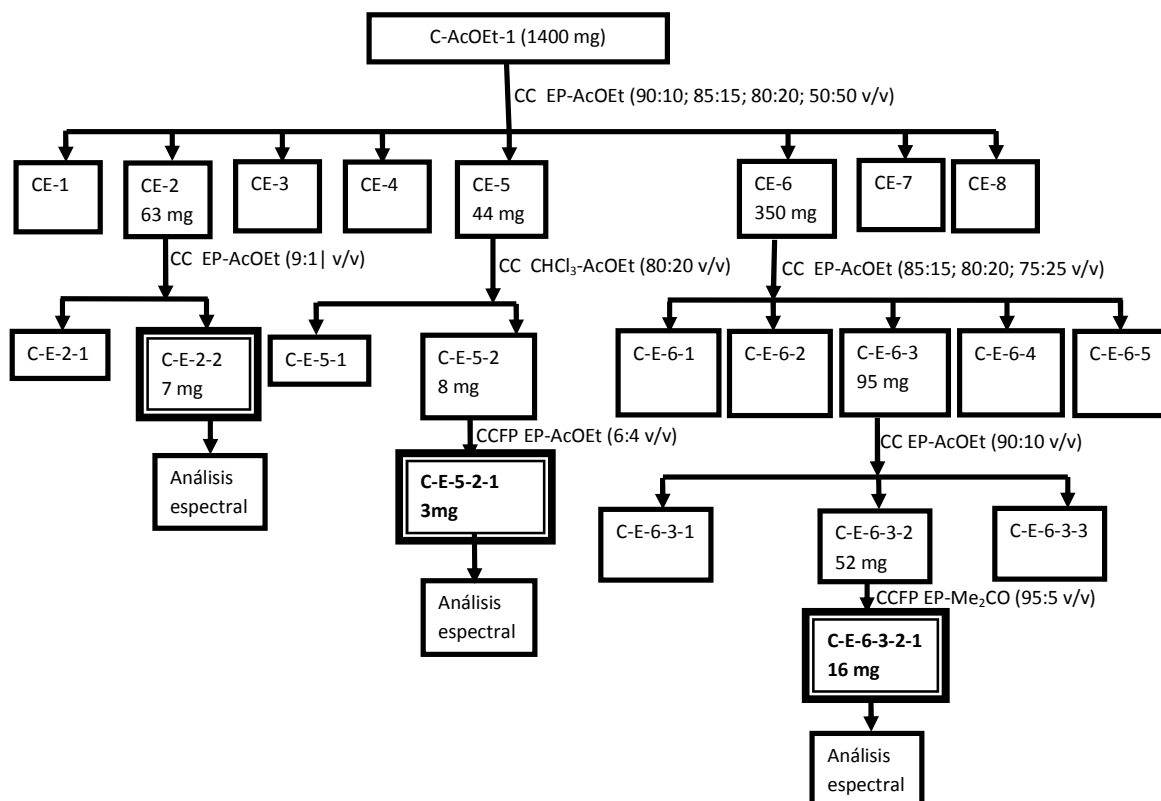 C-AcOEt-1 (1400 mg)
CC EP-AcOEt (90:10; 85:15; 80:20; 50:50 v/v)
CE-1
CE-2
63 mg
CE-3
CE-4
CE-5
44 mg
CE-6
350 mg
CE-7
CE-8
CC EP-AcOEt (9:1| v/v)
CC CHCl₃-AcOEt (80:20 v/v)
CC EP-AcOEt (85:15; 80:20; 75:25 v/v)
C-E-2-1
C-E-2-2
7 mg
C-E-5-1
C-E-5-2
8 mg
C-E-6-1
C-E-6-2
C-E-6-3
95 mg
C-E-6-4
C-E-6-5
CCFP EP-AcOEt (6:4 v/v)
CC EP-AcOEt (90:10 v/v)
Análisis
espectral
C-E-5-2-1
3mg
C-E-6-3-1
C-E-6-3-2
52 mg
C-E-6-3-3
Análisis
espectral
CCFP EP-Me₂CO (95:5 v/v)
C-E-6-3-2-1
16 mg
Análisis
espectral